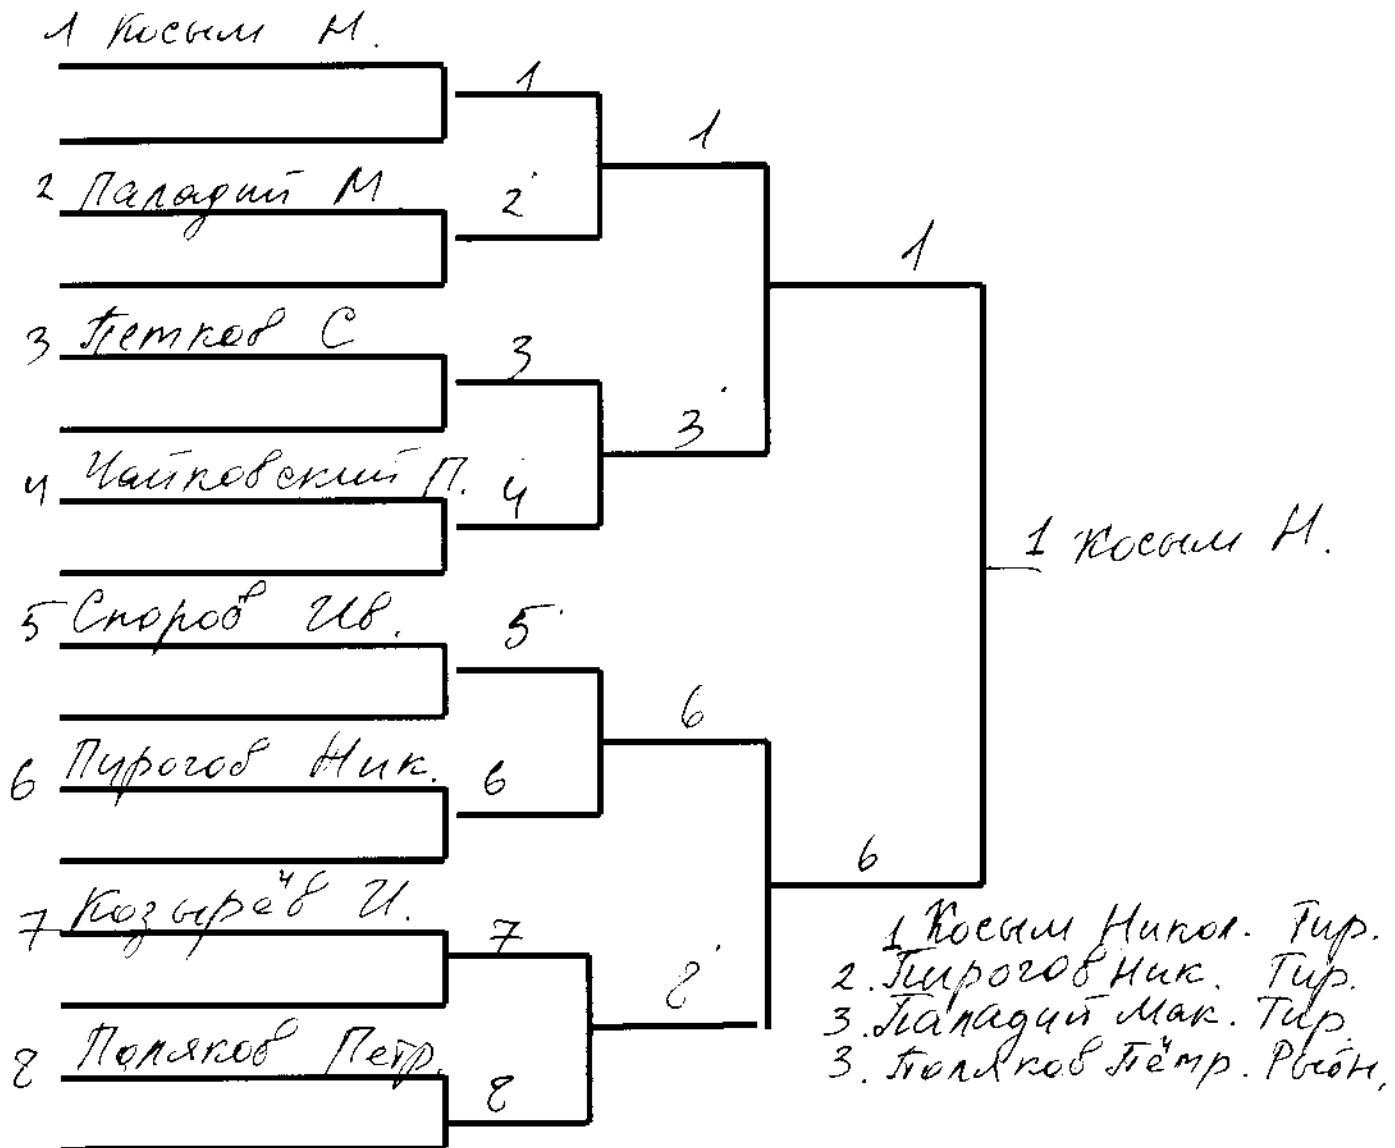 1 Косым Н.
1
1
2 Паладий М.
2
1
3 Петков С
3
3
4 Чайковский П.
4
1 Косым Н.
5 Споров Ив.
5
6
6 Пирогов Ник.
6
6
7 Козырёв И.
7
8
8 Поляков Петр.
8
1 Косым Никол. Тир.
2. Пирогов Ник. Тир.
3. Паладий Мак. Тир
3. Поляков Пётр. Рыбн.